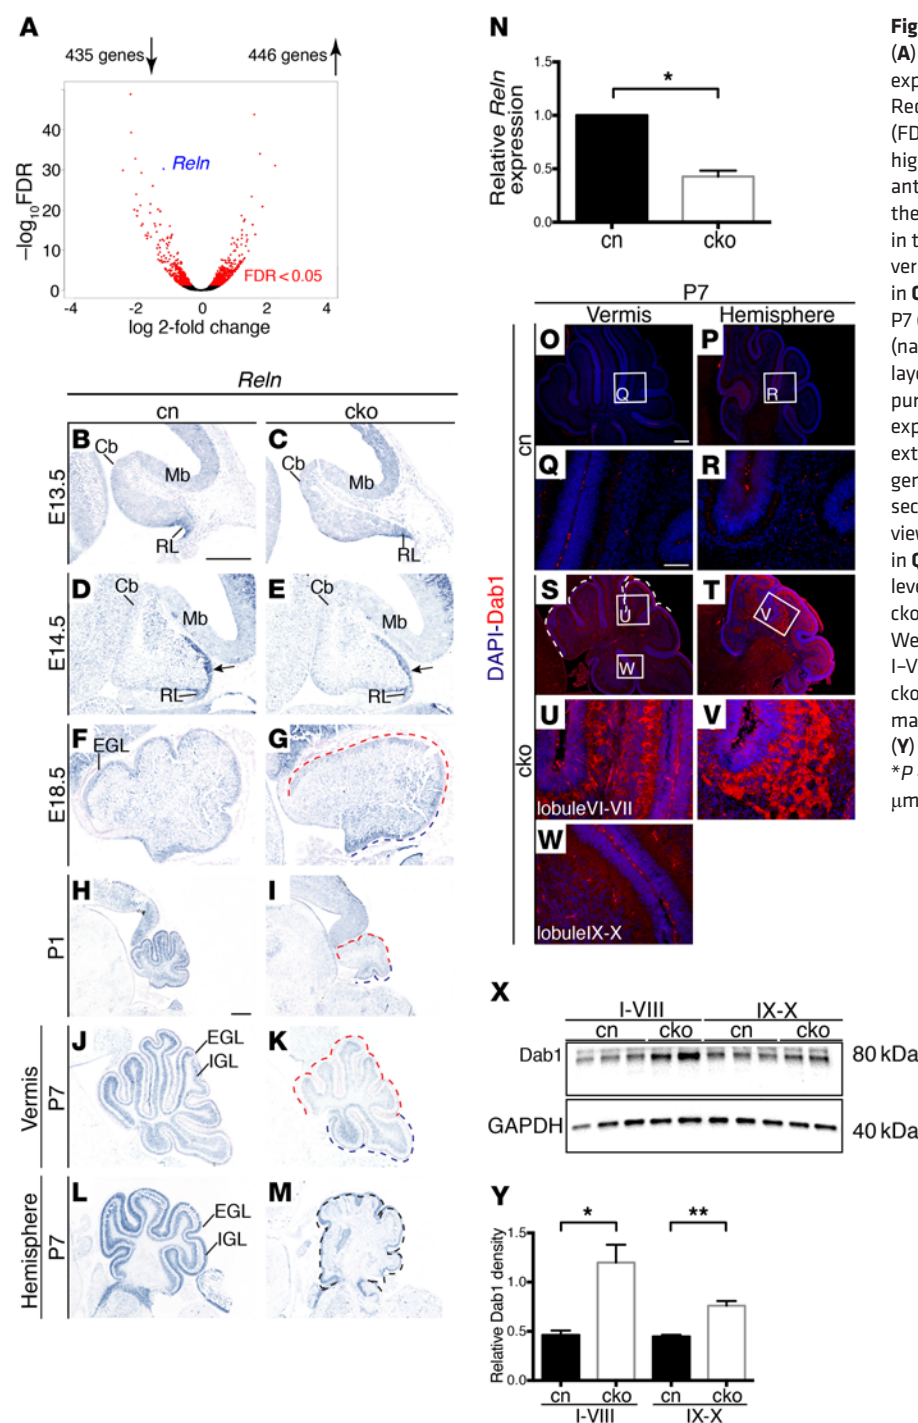 A
435 genes
446 genes
−log10FDR
40
30
20
10
0
Reln
FDR < 0.05
-4
-2
0
2
4
log 2-fold change
Reln
cn
cko
E13.5
B
Cb
Mb
RL
C
Cb
Mb
RL
E14.5
D
Cb
Mb
RL
E
Cb
Mb
RL
E18.5
F
EGL
G
P1
H
I
Vermis
P7
J
EGL
IGL
K
Hemisphere
P7
L
EGL
IGL
M
N
Relative Reln
expression
1.5
1.0
0.5
0.0
*
cn
cko
P7
Vermis
Hemisphere
DAPI-Dab1
cn
O
Q
P
R
Q
R
cko
S
U
W
T
V
U
lobuleVI-VII
V
W
lobuleIX-X
X
I-VIII
IX-X
cn
cko
cn
cko
Dab1
80 kDa
GAPDH
40 kDa
Y
Relative Dab1 density
1.5
1.0
0.5
0.0
*
**
cn
cko
cn
cko
I-VIII
IX-X
Fig
(A)
exp
Rec
(FD
hig
ant
the
in t
ver
in Q
P7 (
(na
laye
pur
exp
ext
gen
sec
view
in Q
leve
cko
We
I–V
cko
ma
(Y)
*P
μm